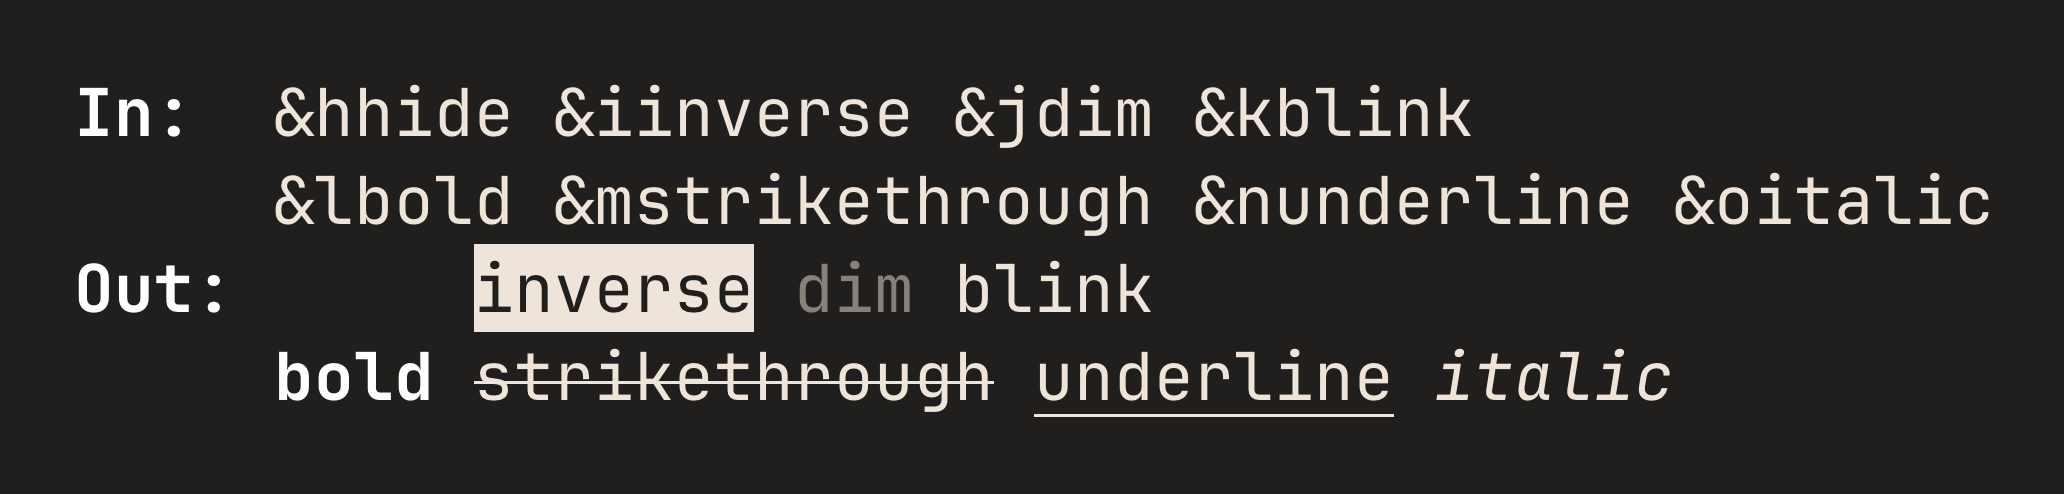 In: &hhide &iinverse &jdim &kblink
&lbold &mstrikethrough &nunderline &oitalic
Out: inverse dim blink
bold strikethrough underline italic